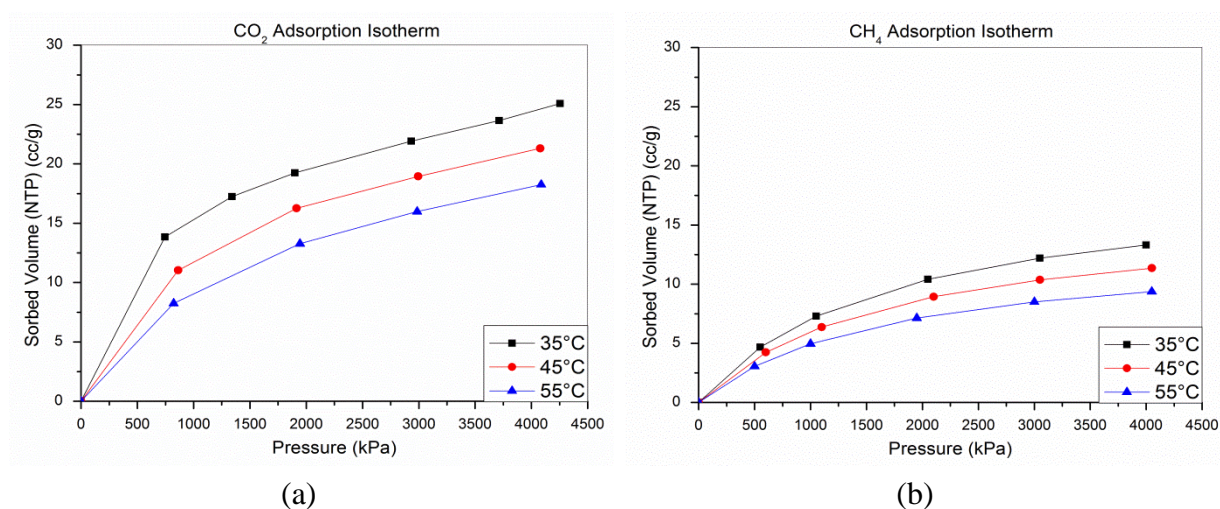 CO₂ Adsorption Isotherm
30
25
20
15
10
5
0
Sorbed Volume (NTP) (cc/g)
35°C
45°C
55°C
0 500 1000 1500 2000 2500 3000 3500 4000 4500
Pressure (kPa)
(a)
CH₄ Adsorption Isotherm
30
25
20
15
10
5
0
Sorbed Volume (NTP) (cc/g)
35°C
45°C
55°C
0 500 1000 1500 2000 2500 3000 3500 4000 4500
Pressure (kPa)
(b)